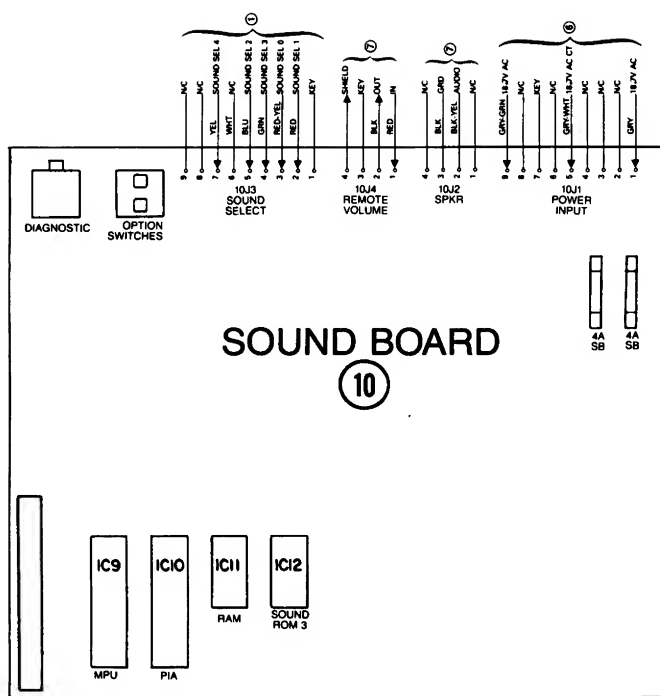 ①
N/C 9
N/C 8
SOUND SEL 4 YEL 7
N/C WHT 6
SOUND SEL 2 BLU 5
SOUND SEL 3 GRN 4
SOUND SEL 0 RED-YEL 3
SOUND SEL 1 RED 2
KEY 1
10J3
SOUND
SELECT
⑦
SHIELD 4
KEY 3
OUT BLK 2
IN RED 1
10J4
REMOTE
VOLUME
⑦
N/C 4
GRD BLK 3
AUDIO BLK-YEL 2
N/C 1
10J2
SPKR
⑥
18.7V AC GRY-GRN 9
N/C 8
KEY 7
N/C 6
18.7V AC CT GRY-WHT 5
N/C 4
N/C 3
N/C 2
18.7V AC GRY 1
10J1
POWER
INPUT
DIAGNOSTIC
OPTION
SWITCHES
4A
SB
4A
SB
SOUND BOARD
10
IC9
MPU
IC10
PIA
IC11
RAM
IC12
SOUND
ROM 3